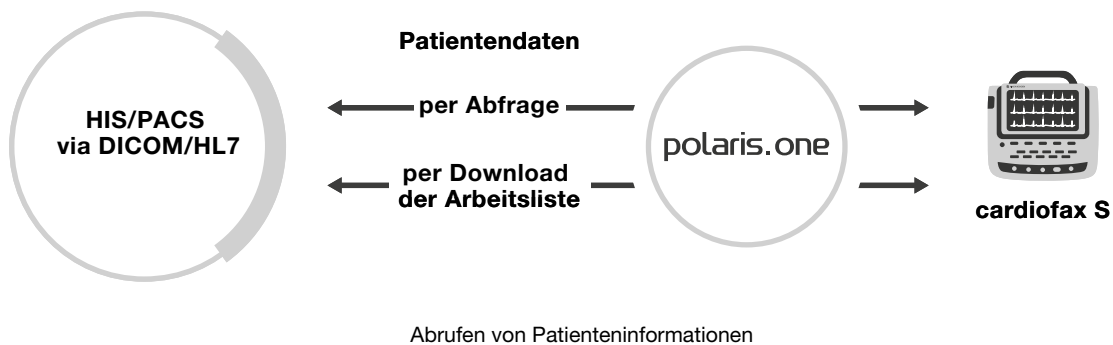 Patientendaten
HIS/PACS
via DICOM/HL7
per Abfrage
per Download
der Arbeitsliste
polaris.one
cardiofax S
Abrufen von Patienteninformationen